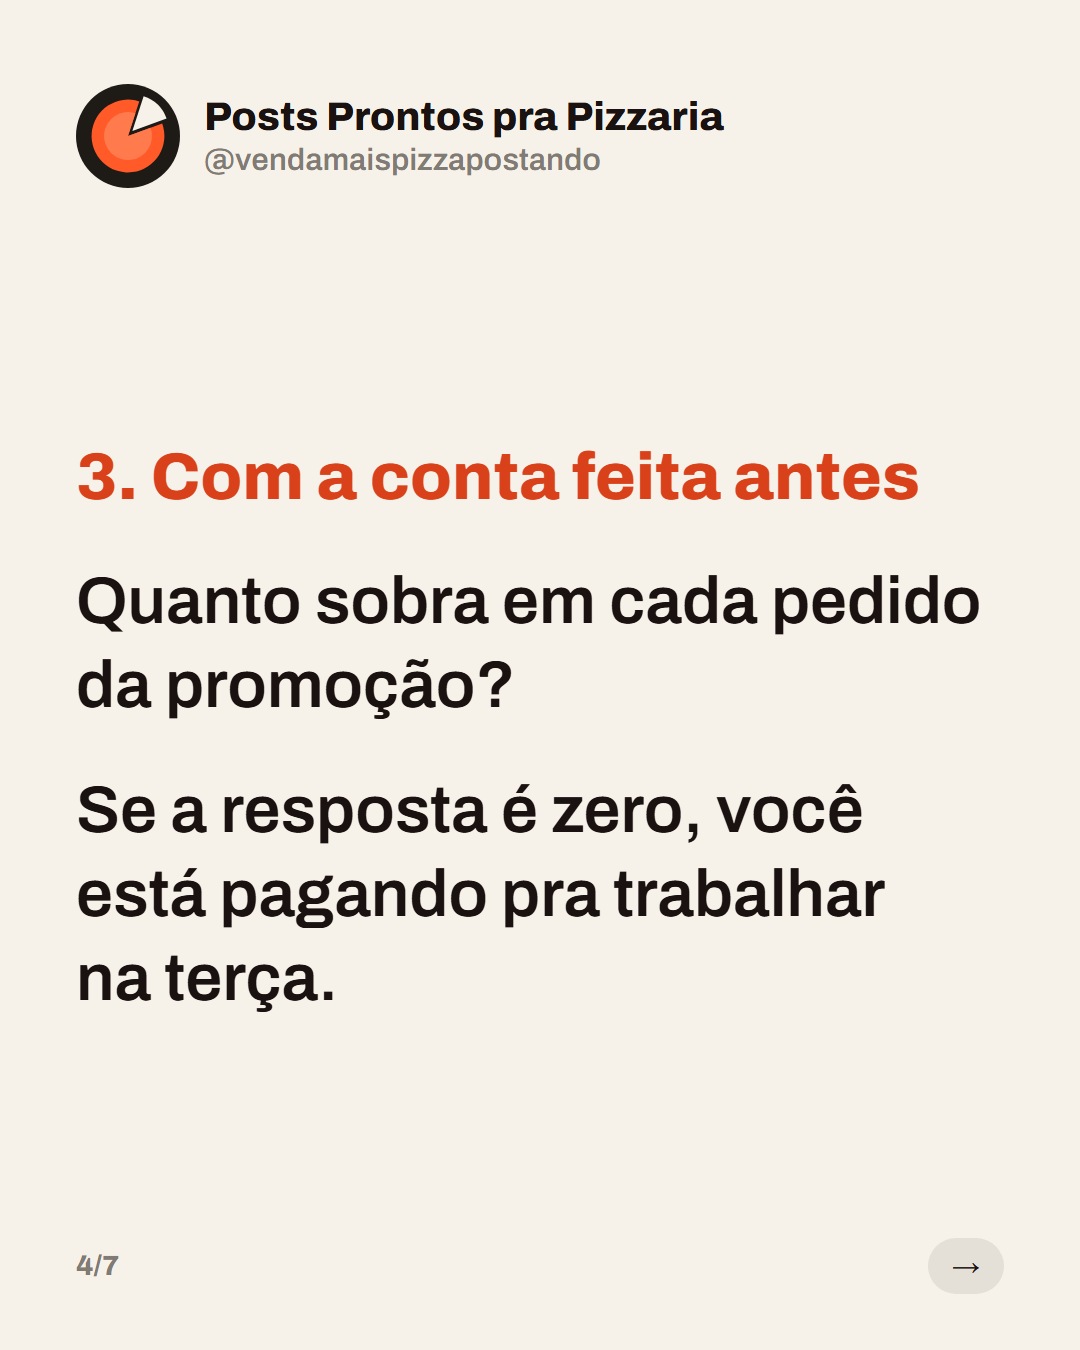 Posts Prontos pra Pizzaria
@vendamaispizzapostando
3. Com a conta feita antes
Quanto sobra em cada pedido
da promoção?
Se a resposta é zero, você
está pagando pra trabalhar
na terça.
4/7
→